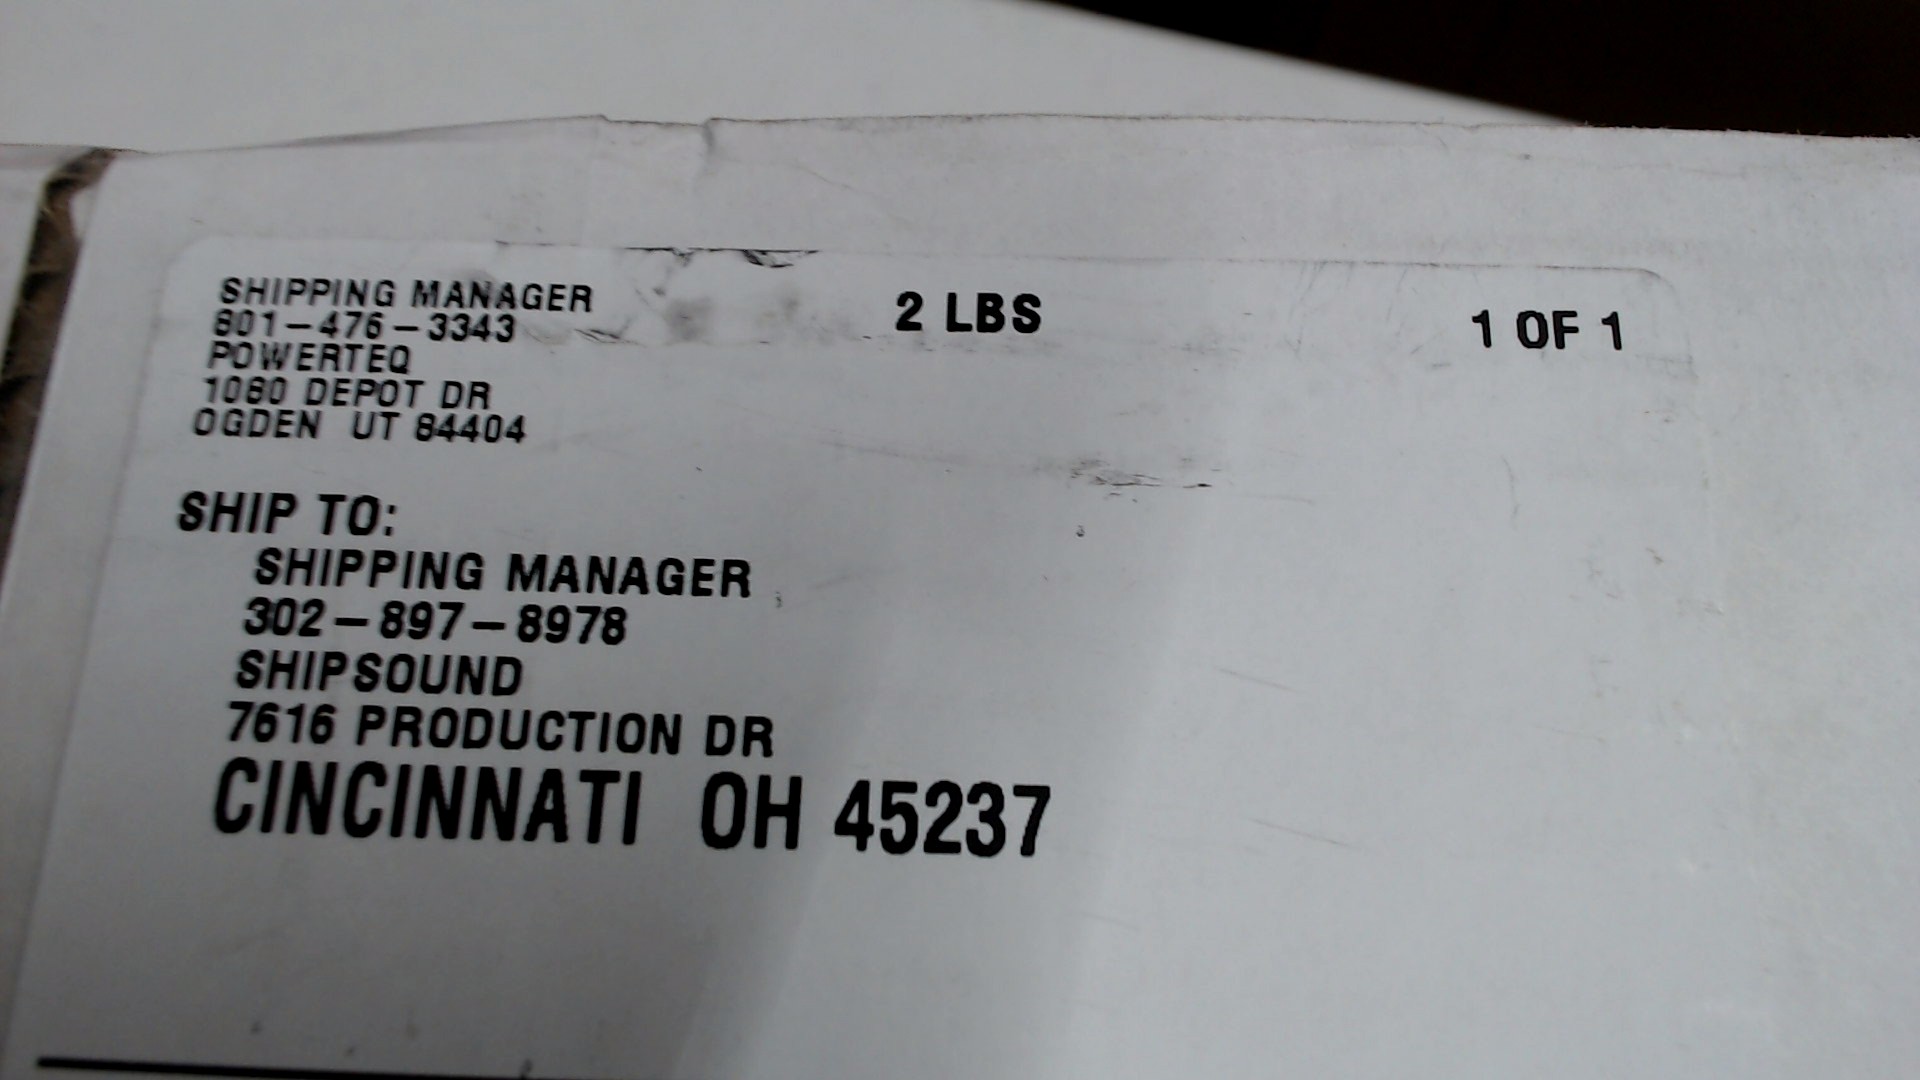 SHIPPING MANAGER
801-476-3343
POWERTEQ
1080 DEPOT DR
OGDEN UT 84404
2 LBS
1 OF 1
SHIP TO:
SHIPPING MANAGER
302-897-8978
SHIPSOUND
7616 PRODUCTION DR
CINCINNATI OH 45237